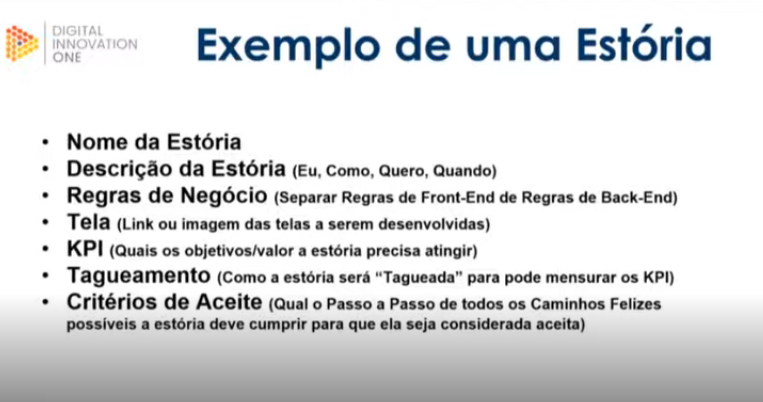 DIGITAL
INNOVATION
ONE
Exemplo de uma Estória
• Nome da Estória
• Descrição da Estória (Eu, Como, Quero, Quando)
• Regras de Negócio (Separar Regras de Front-End de Regras de Back-End)
• Tela (Link ou imagem das telas a serem desenvolvidas)
• KPI (Quais os objetivos/valor a estória precisa atingir)
• Tagueamento (Como a estória será “Tagueada” para pode mensurar os KPI)
• Critérios de Aceite (Qual o Passo a Passo de todos os Caminhos Felizes
possíveis a estória deve cumprir para que ela seja considerada aceita)